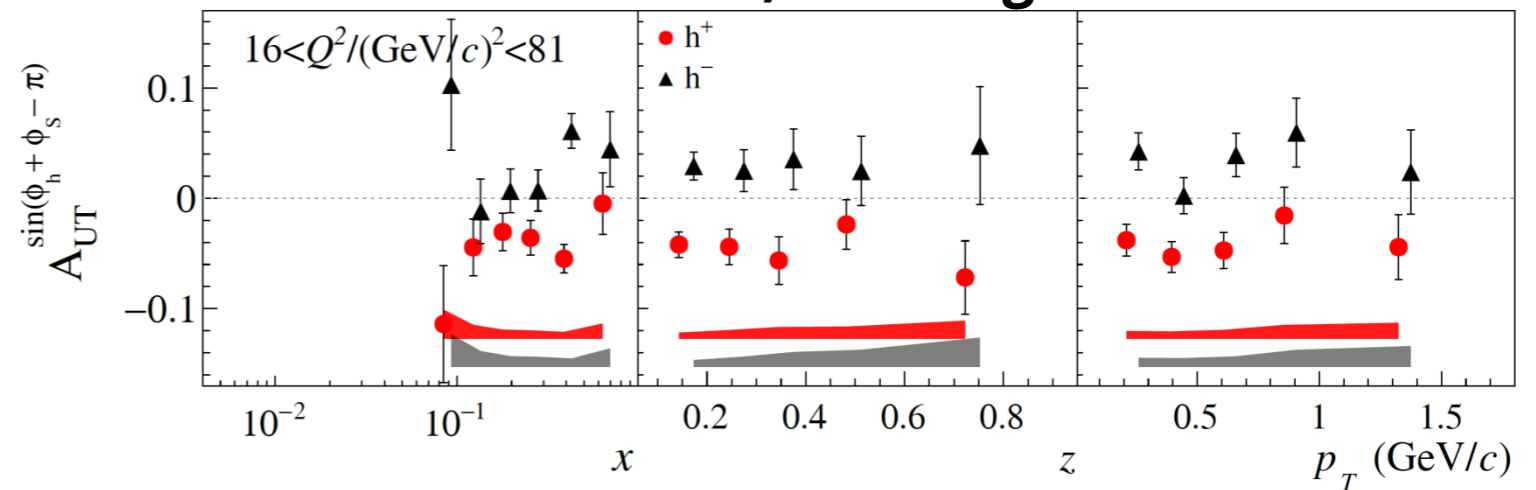 16<Q²/(GeV/c)²<81
h⁺
h⁻
A_UT^sin(ϕ_h + ϕ_S − π)
0.1
0
−0.1
10⁻² 10⁻¹
0.2 0.4 0.6 0.8
0.5 1 1.5
x
z
p_T (GeV/c)